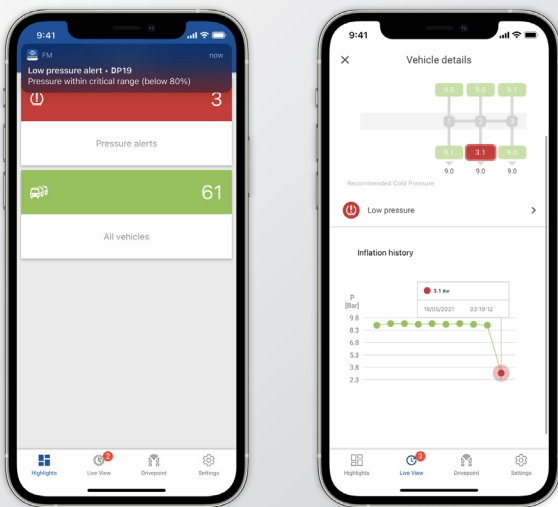 9:41
FM
now
Low pressure alert • DP19
Pressure within critical range (below 80%)
3
Pressure alerts
61
All vehicles
2
Highlights
Live View
Drivepoint
Settings
9:41
Vehicle details
9.0 9.0 9.1
1 2 3
9.1 3.1 9.0
9.0 9.0 9.0
Recommended Cold Pressure
Low pressure
Inflation history
3.1 Bar
18/05/2021 03:19:12
P
[Bar]
9.8
8.3
6.8
5.3
3.8
2.3
3
Highlights
Live View
Drivepoint
Settings